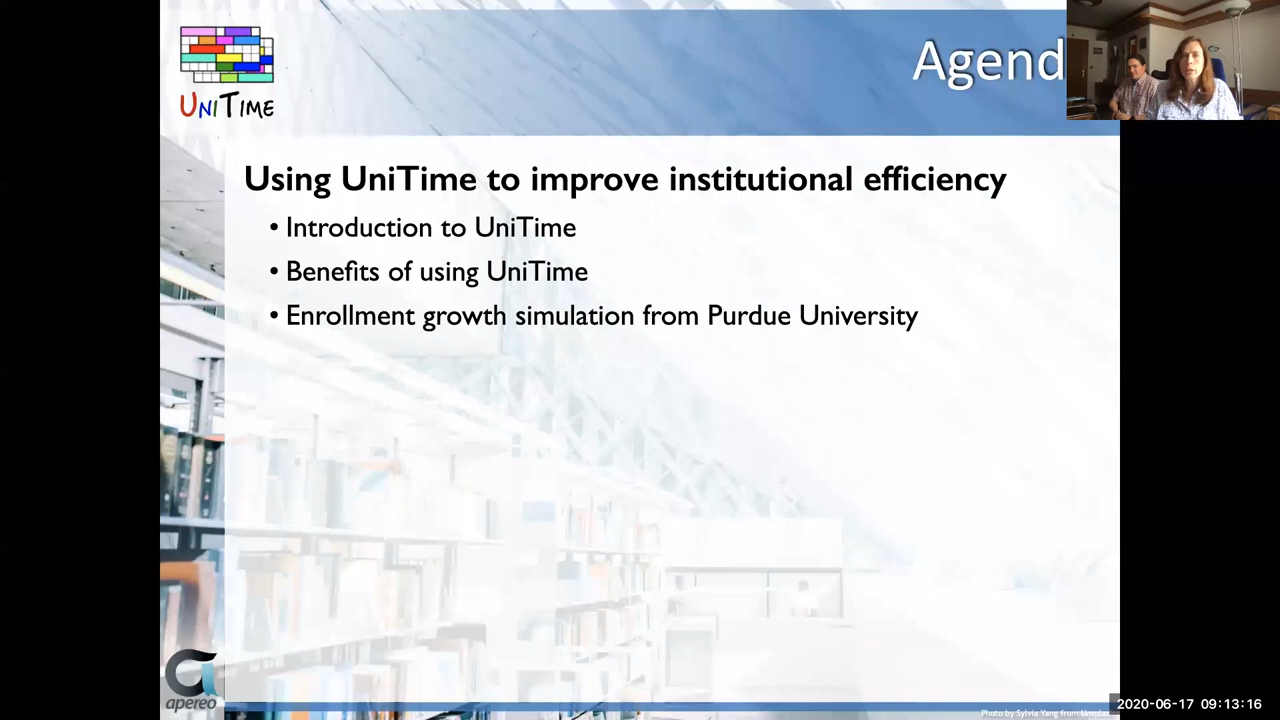 UNITIME
Agend
Using UniTime to improve institutional efficiency
• Introduction to UniTime
• Benefits of using UniTime
• Enrollment growth simulation from Purdue University
apereo
Photo by Sylvia Yang from
2020-06-17 09:13:16